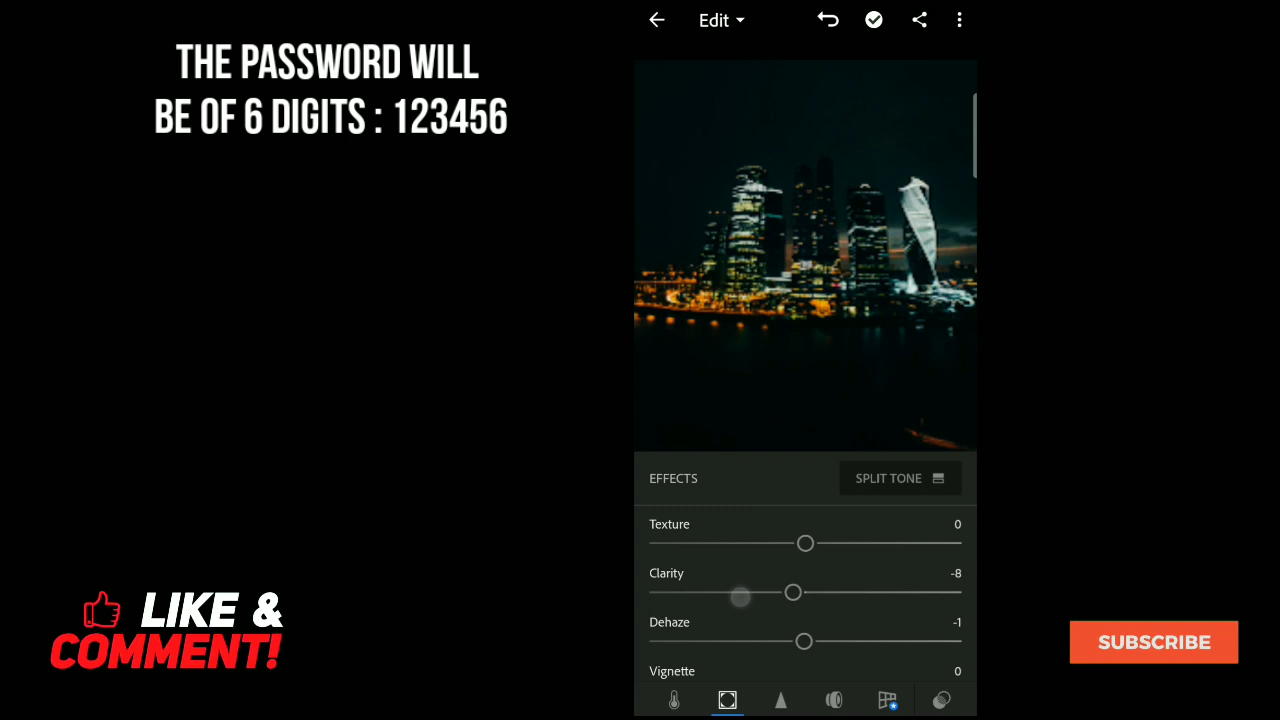 THE PASSWORD WILL
BE OF 6 DIGITS : 123456
Edit
EFFECTS
SPLIT TONE
Texture 0
Clarity -8
Dehaze -1
Vignette 0
LIKE &
COMMENT!
SUBSCRIBE